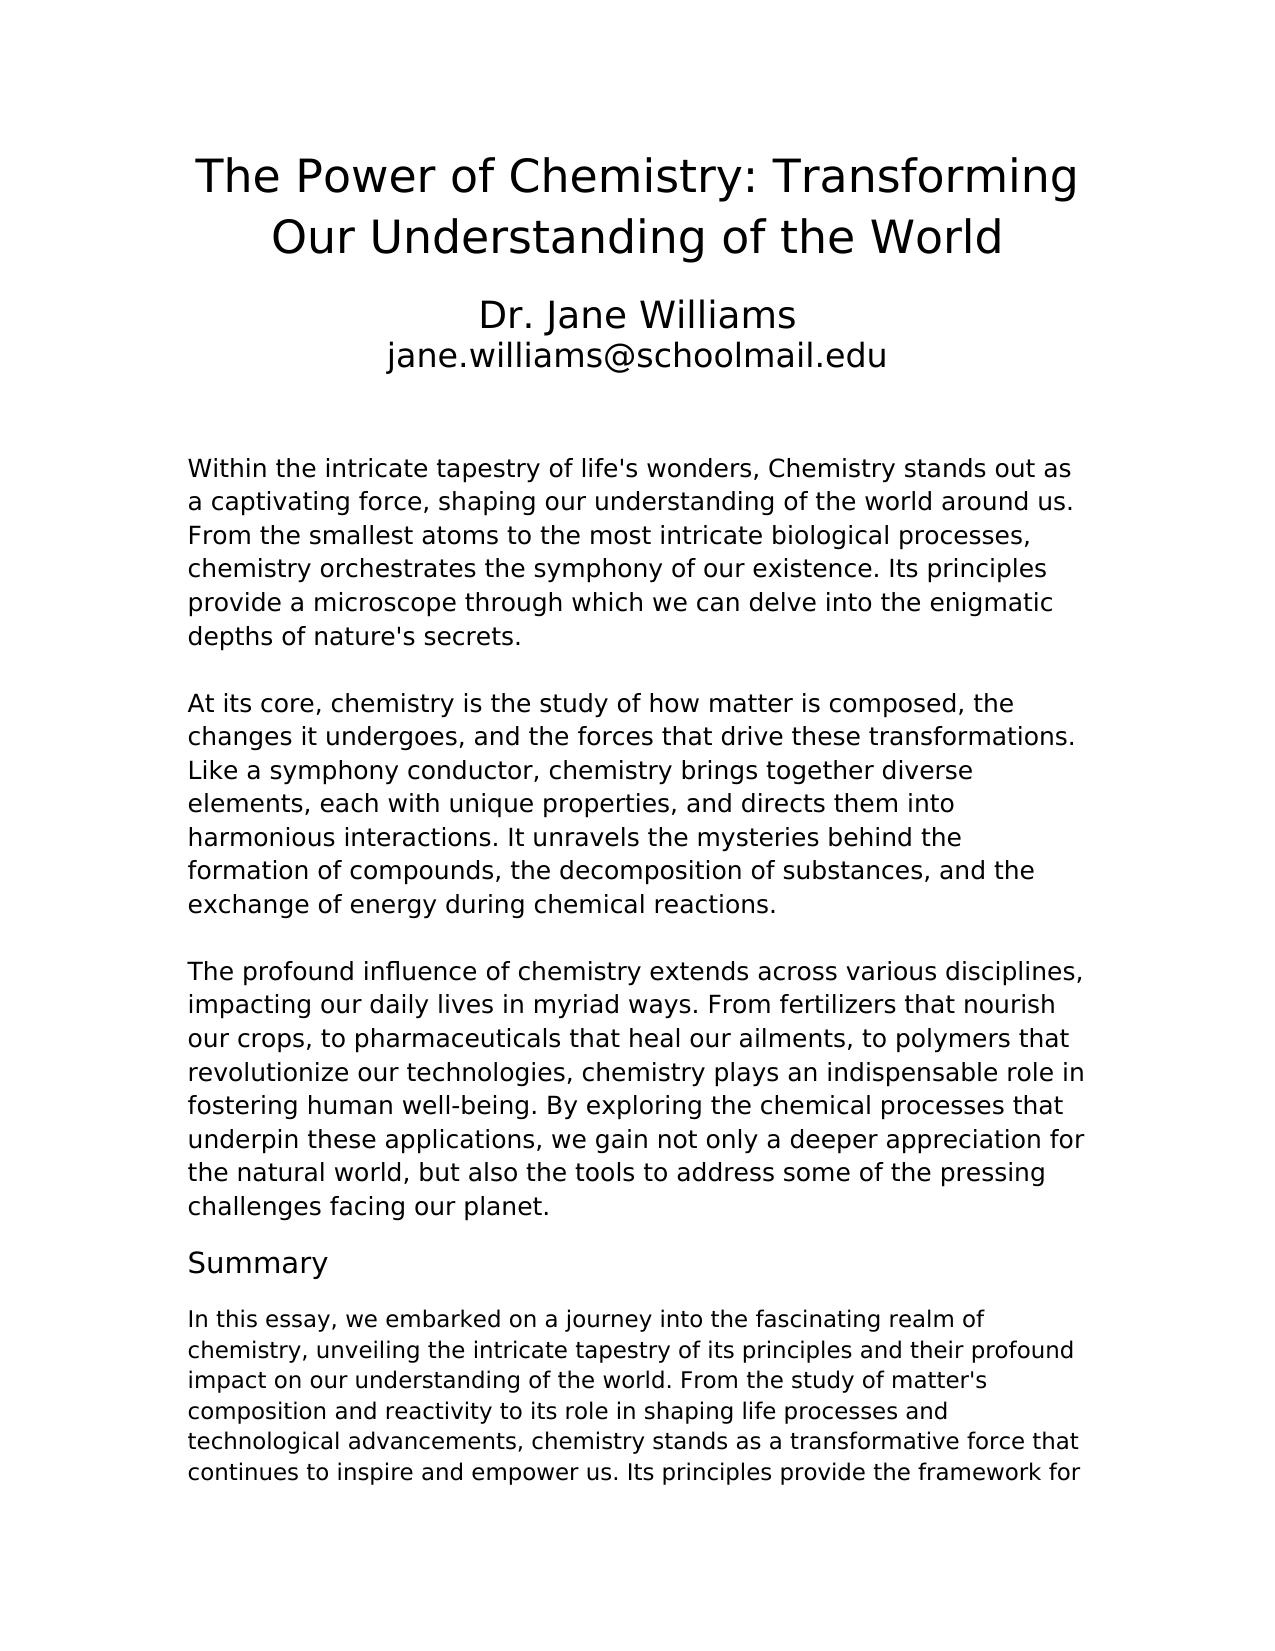 The Power of Chemistry: Transforming
Our Understanding of the World
Dr. Jane Williams
jane.williams@schoolmail.edu
Within the intricate tapestry of life's wonders, Chemistry stands out as
a captivating force, shaping our understanding of the world around us.
From the smallest atoms to the most intricate biological processes,
chemistry orchestrates the symphony of our existence. Its principles
provide a microscope through which we can delve into the enigmatic
depths of nature's secrets.
At its core, chemistry is the study of how matter is composed, the
changes it undergoes, and the forces that drive these transformations.
Like a symphony conductor, chemistry brings together diverse
elements, each with unique properties, and directs them into
harmonious interactions. It unravels the mysteries behind the
formation of compounds, the decomposition of substances, and the
exchange of energy during chemical reactions.
The profound influence of chemistry extends across various disciplines,
impacting our daily lives in myriad ways. From fertilizers that nourish
our crops, to pharmaceuticals that heal our ailments, to polymers that
revolutionize our technologies, chemistry plays an indispensable role in
fostering human well-being. By exploring the chemical processes that
underpin these applications, we gain not only a deeper appreciation for
the natural world, but also the tools to address some of the pressing
challenges facing our planet.
Summary
In this essay, we embarked on a journey into the fascinating realm of
chemistry, unveiling the intricate tapestry of its principles and their profound
impact on our understanding of the world. From the study of matter's
composition and reactivity to its role in shaping life processes and
technological advancements, chemistry stands as a transformative force that
continues to inspire and empower us. Its principles provide the framework for